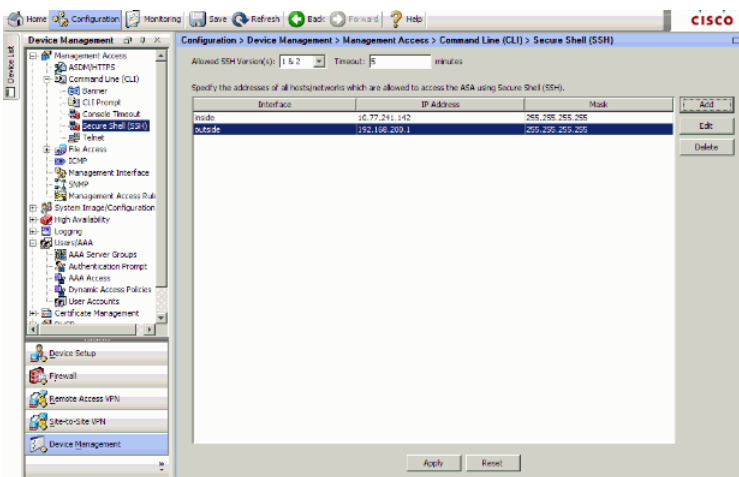 Home Configuration Monitoring Save Refresh Back Forward Help
CISCO
Device List
Device Management
Configuration > Device Management > Management Access > Command Line (CLI) > Secure Shell (SSH)
Management Access
ASDM/HTTPS
Command Line (CLI)
Banner
CLI Prompt
Console Timeout
Secure Shell (SSH)
Telnet
File Access
ICMP
Management Interface
SNMP
Management Access Rul
System Image/Configuration
High Availability
Logging
Users/AAA
AAA Server Groups
Authentication Prompt
AAA Access
Dynamic Access Policies
User Accounts
Certificate Management
Device Setup
Firewall
Remote Access VPN
Site-to-Site VPN
Device Management
Allowed SSH Version(s): 1 & 2 Timeout: 5 minutes
Specify the addresses of all hosts/networks which are allowed to access the ASA using Secure Shell (SSH).
Interface IP Address Mask
inside 10.77.241.142 255.255.255.255
outside 192.168.200.1 255.255.255.255
Add
Edit
Delete
Apply Reset